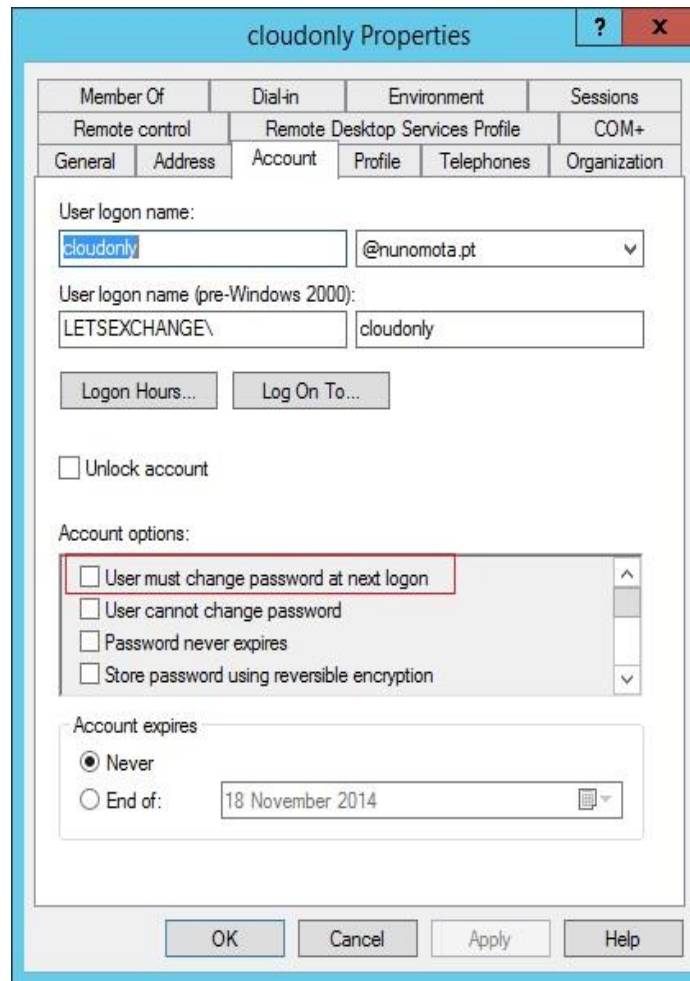 cloudonly Properties
?
x
Member Of Dial-in Environment Sessions
Remote control Remote Desktop Services Profile COM+
General Address Account Profile Telephones Organization
User logon name:
cloudonly @nunomota.pt
User logon name (pre-Windows 2000):
LETSEXCHANGE\ cloudonly
Logon Hours... Log On To...
Unlock account
Account options:
User must change password at next logon
User cannot change password
Password never expires
Store password using reversible encryption
Account expires
Never
End of: 18 November 2014
OK Cancel Apply Help